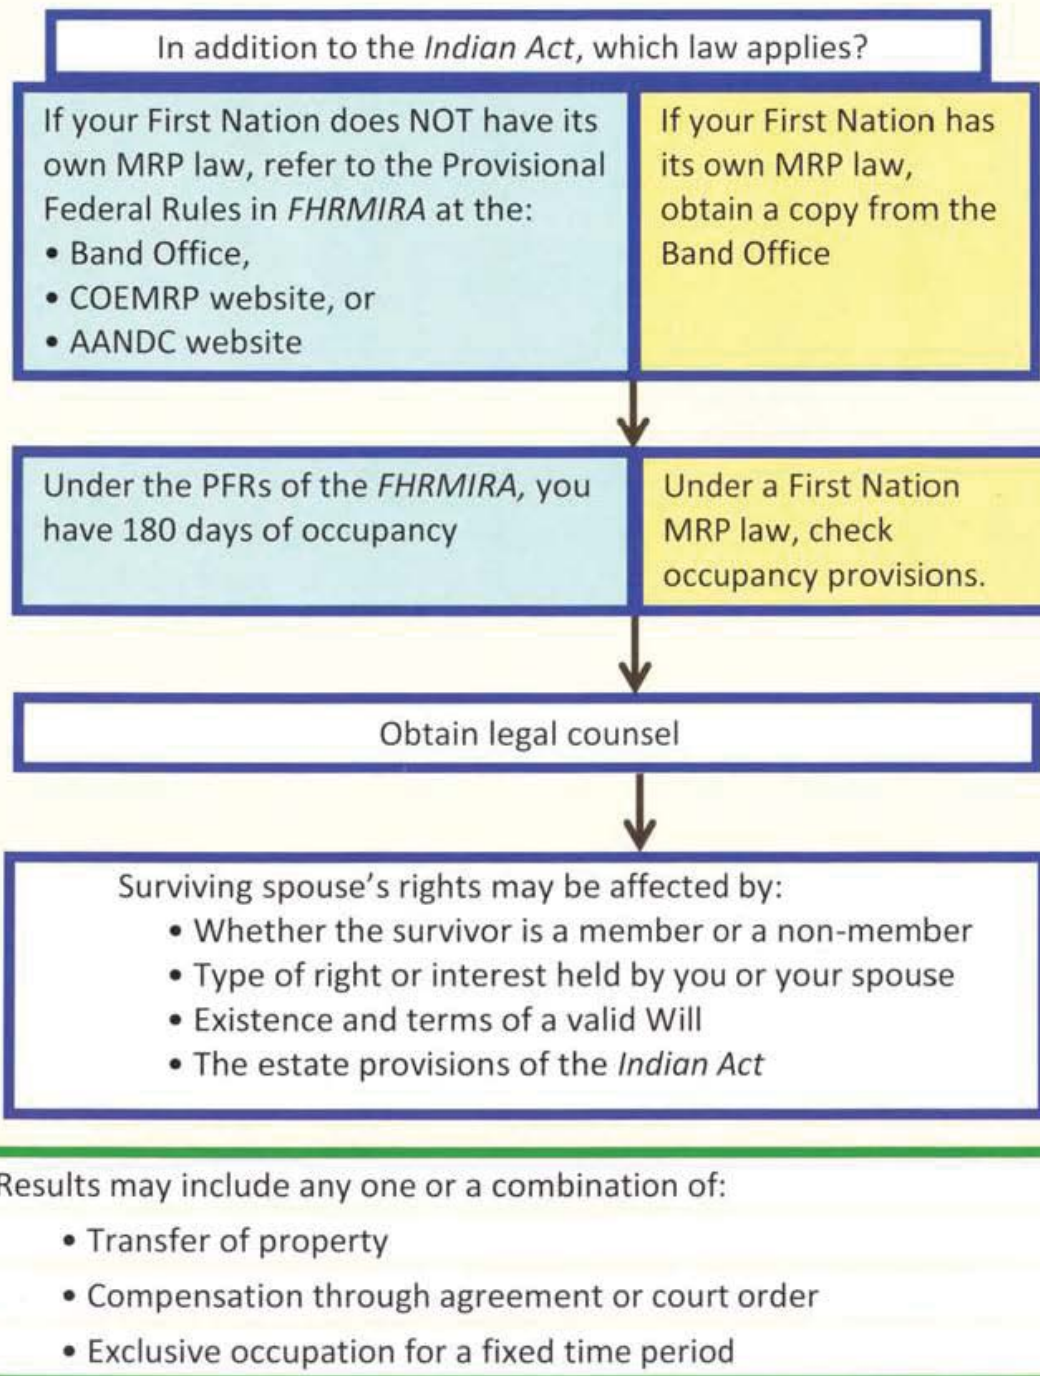 In addition to the Indian Act, which law applies?
If your First Nation does NOT have its
own MRP law, refer to the Provisional
Federal Rules in FHRMIRA at the:
• Band Office,
• COEMRP website, or
• AANDC website
If your First Nation has
its own MRP law,
obtain a copy from the
Band Office
Under the PFRs of the FHRMIRA, you
have 180 days of occupancy
Under a First Nation
MRP law, check
occupancy provisions.
Obtain legal counsel
Surviving spouse's rights may be affected by:
• Whether the survivor is a member or a non-member
• Type of right or interest held by you or your spouse
• Existence and terms of a valid Will
• The estate provisions of the Indian Act
Results may include any one or a combination of:
• Transfer of property
• Compensation through agreement or court order
• Exclusive occupation for a fixed time period